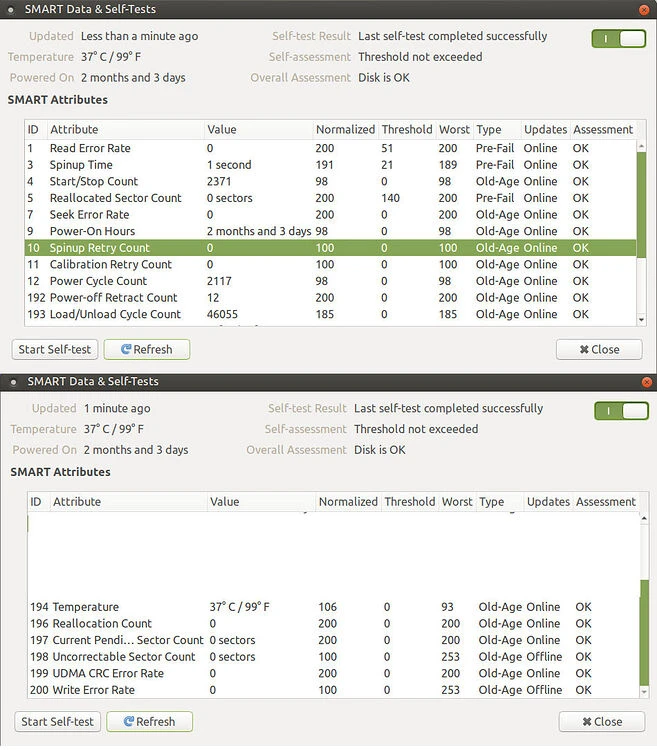 SMART Data & Self-Tests
Updated Less than a minute ago Self-test Result Last self-test completed successfully
Temperature 37° C / 99° F Self-assessment Threshold not exceeded
Powered On 2 months and 3 days Overall Assessment Disk is OK
SMART Attributes
ID Attribute Value Normalized Threshold Worst Type Updates Assessment
1 Read Error Rate 0 200 51 200 Pre-Fail Online OK
3 Spinup Time 1 second 191 21 189 Pre-Fail Online OK
4 Start/Stop Count 2371 98 0 98 Old-Age Online OK
5 Reallocated Sector Count 0 sectors 200 140 200 Pre-Fail Online OK
7 Seek Error Rate 0 200 0 200 Old-Age Online OK
9 Power-On Hours 2 months and 3 days 98 0 98 Old-Age Online OK
10 Spinup Retry Count 0 100 0 100 Old-Age Online OK
11 Calibration Retry Count 0 100 0 100 Old-Age Online OK
12 Power Cycle Count 2117 98 0 98 Old-Age Online OK
192 Power-off Retract Count 12 200 0 200 Old-Age Online OK
193 Load/Unload Cycle Count 46055 185 0 185 Old-Age Online OK
Start Self-test Refresh Close
SMART Data & Self-Tests
Updated 1 minute ago Self-test Result Last self-test completed successfully
Temperature 37° C / 99° F Self-assessment Threshold not exceeded
Powered On 2 months and 3 days Overall Assessment Disk is OK
SMART Attributes
ID Attribute Value Normalized Threshold Worst Type Updates Assessment
194 Temperature 37° C / 99° F 106 0 93 Old-Age Online OK
196 Reallocation Count 0 200 0 200 Old-Age Online OK
197 Current Pendi... Sector Count 0 sectors 200 0 200 Old-Age Online OK
198 Uncorrectable Sector Count 0 sectors 100 0 253 Old-Age Offline OK
199 UDMA CRC Error Rate 0 200 0 200 Old-Age Online OK
200 Write Error Rate 0 100 0 253 Old-Age Offline OK
Start Self-test Refresh Close